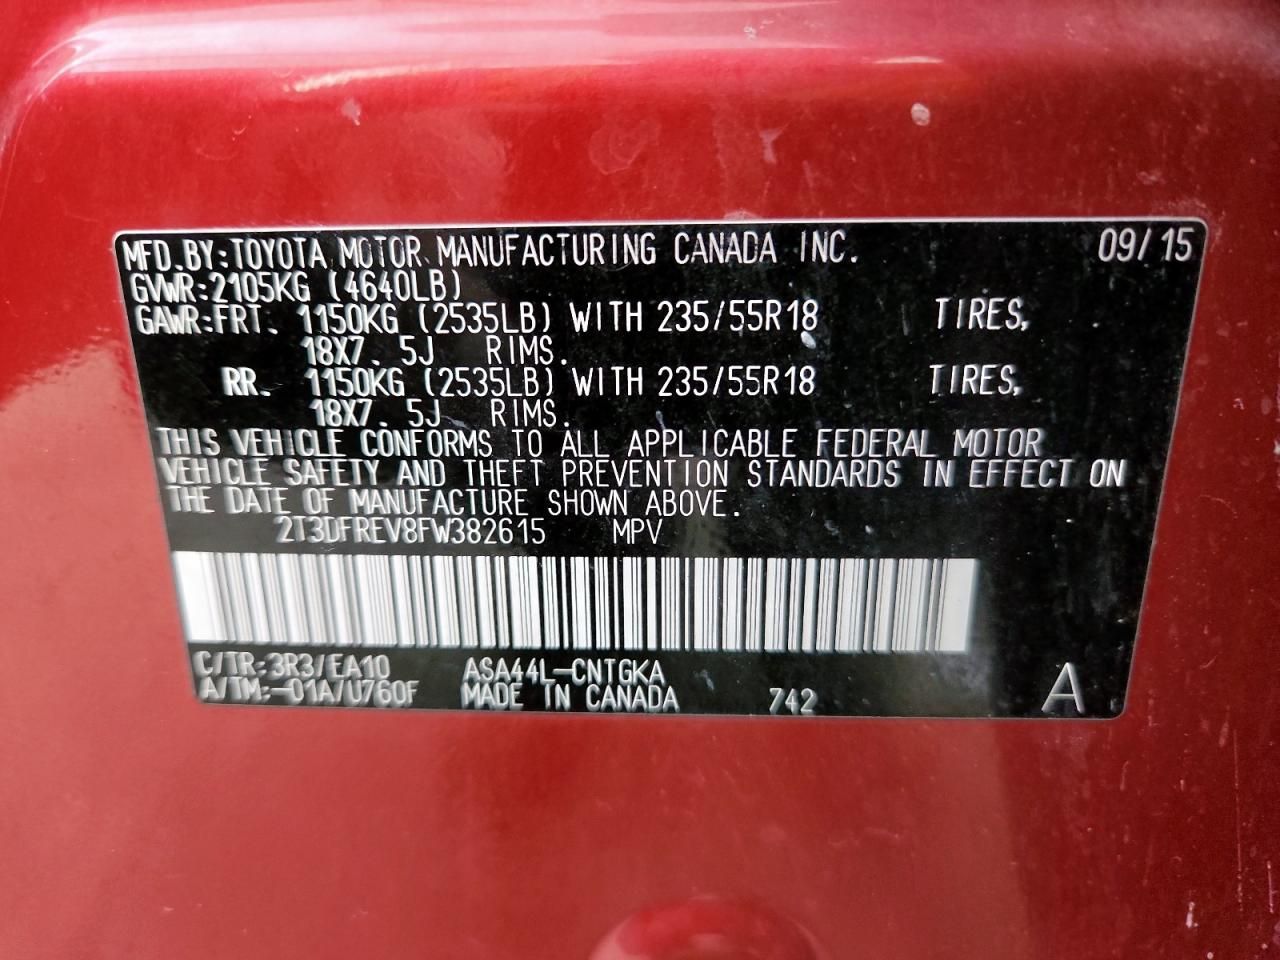 MFD.BY:TOYOTA MOTOR MANUFACTURING CANADA INC. 09/15
GVWR:2105KG (4640LB)
GAWR:FRT. 1150KG (2535LB) WITH 235/55R18 TIRES,
18X7.5J RIMS.
RR. 1150KG (2535LB) WITH 235/55R18 TIRES,
18X7.5J RIMS.
THIS VEHICLE CONFORMS TO ALL APPLICABLE FEDERAL MOTOR
VEHICLE SAFETY AND THEFT PREVENTION STANDARDS IN EFFECT ON
THE DATE OF MANUFACTURE SHOWN ABOVE.
2T3DFREV8FW382615 MPV
C/TR:3R3/EA10 ASA44L-CNTGKA
A/TM:-01A/U760F MADE IN CANADA 742 A